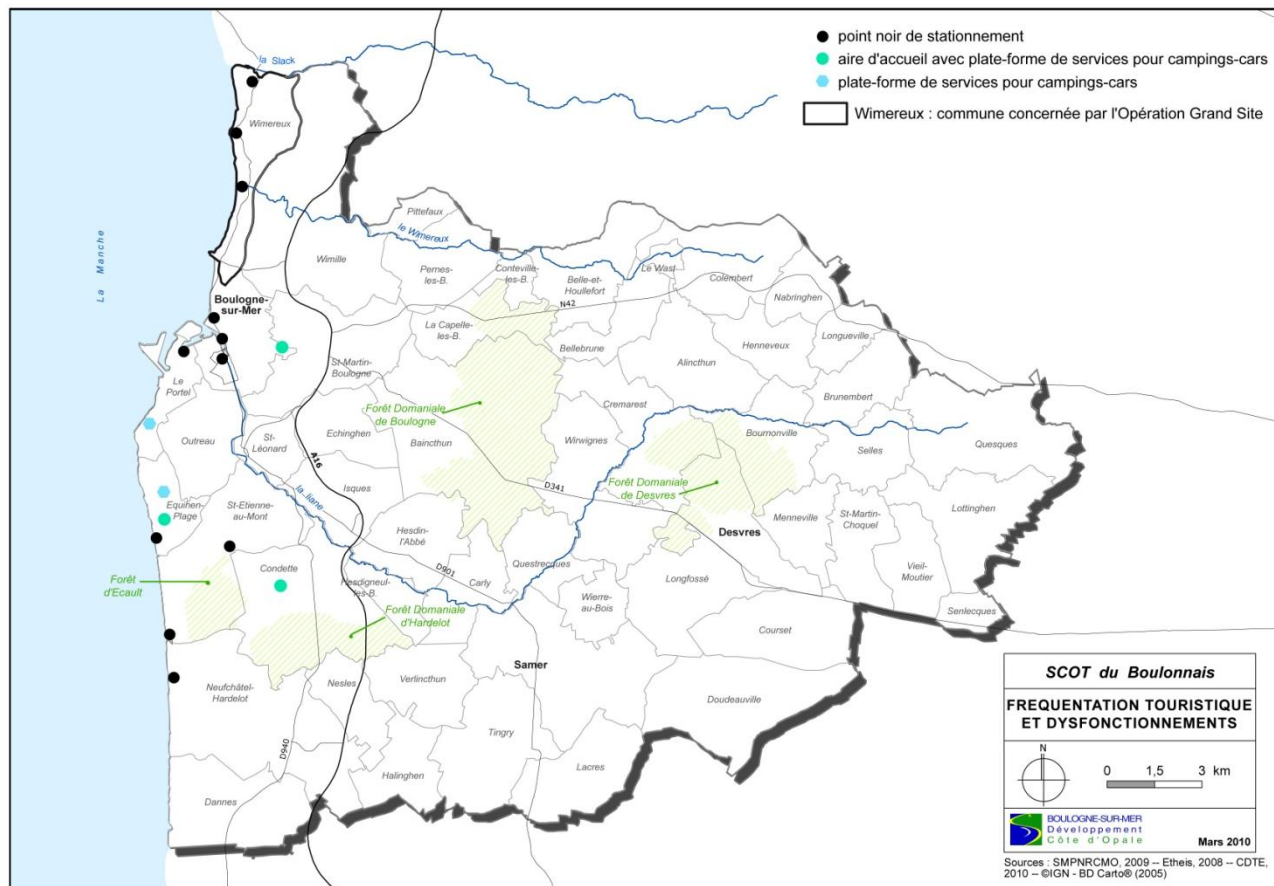 point noir de stationnement
aire d'accueil avec plate-forme de services pour campings-cars
plate-forme de services pour campings-cars
Wimereux : commune concernée par l'Opération Grand Site
la Slack
Wimereux
La Manche
Pittefaux
le Wimereux
Wimille
Pernes-
les-B.
Conteville-
les-B.
Belle-et-
Houllefort
Le Wast
Colembert
Nabringhen
N42
Boulogne-
sur-Mer
La Capelle-
les-B.
Bellebrune
Alincthun
Henneveux
Longueville
St-Martin-
Boulogne
Le
Portel
Forêt Domaniale
de Boulogne
Cremarest
Brunembert
Outreau
St-
Léonard
Echinghen
Baincthun
Wirwignes
Bournonville
Selles
Quesques
A16
Isques
la liane
D341
Forêt Domaniale
de Desvres
Equihen-
Plage
St-Etienne-
au-Mont
Hesdin-
l'Abbé
Desvres
Menneville
St-Martin-
Choquel
Lottinghen
Forêt
d'Ecault
Condette
Hesdigneul-
les-B.
D901
Carly
Questrecques
Wierre-
au-Bois
Longfossé
Vieil-
Moutier
Senlecques
Forêt Domaniale
d'Hardelot
Courset
Samer
Neufchâtel-
Hardelot
Nesles
Verlincthun
Doudeauville
Tingry
D940
Halinghen
Lacres
Dannes
SCOT du Boulonnais
FREQUENTATION TOURISTIQUE
ET DYSFONCTIONNEMENTS
N
0 1,5 3 km
BOULOGNE-SUR-MER
Développement
Côte d'Opale
Mars 2010
Sources : SMPNRCMO, 2009 -- Etheis, 2008 -- CDTE,
2010 -- ©IGN - BD Carto® (2005)